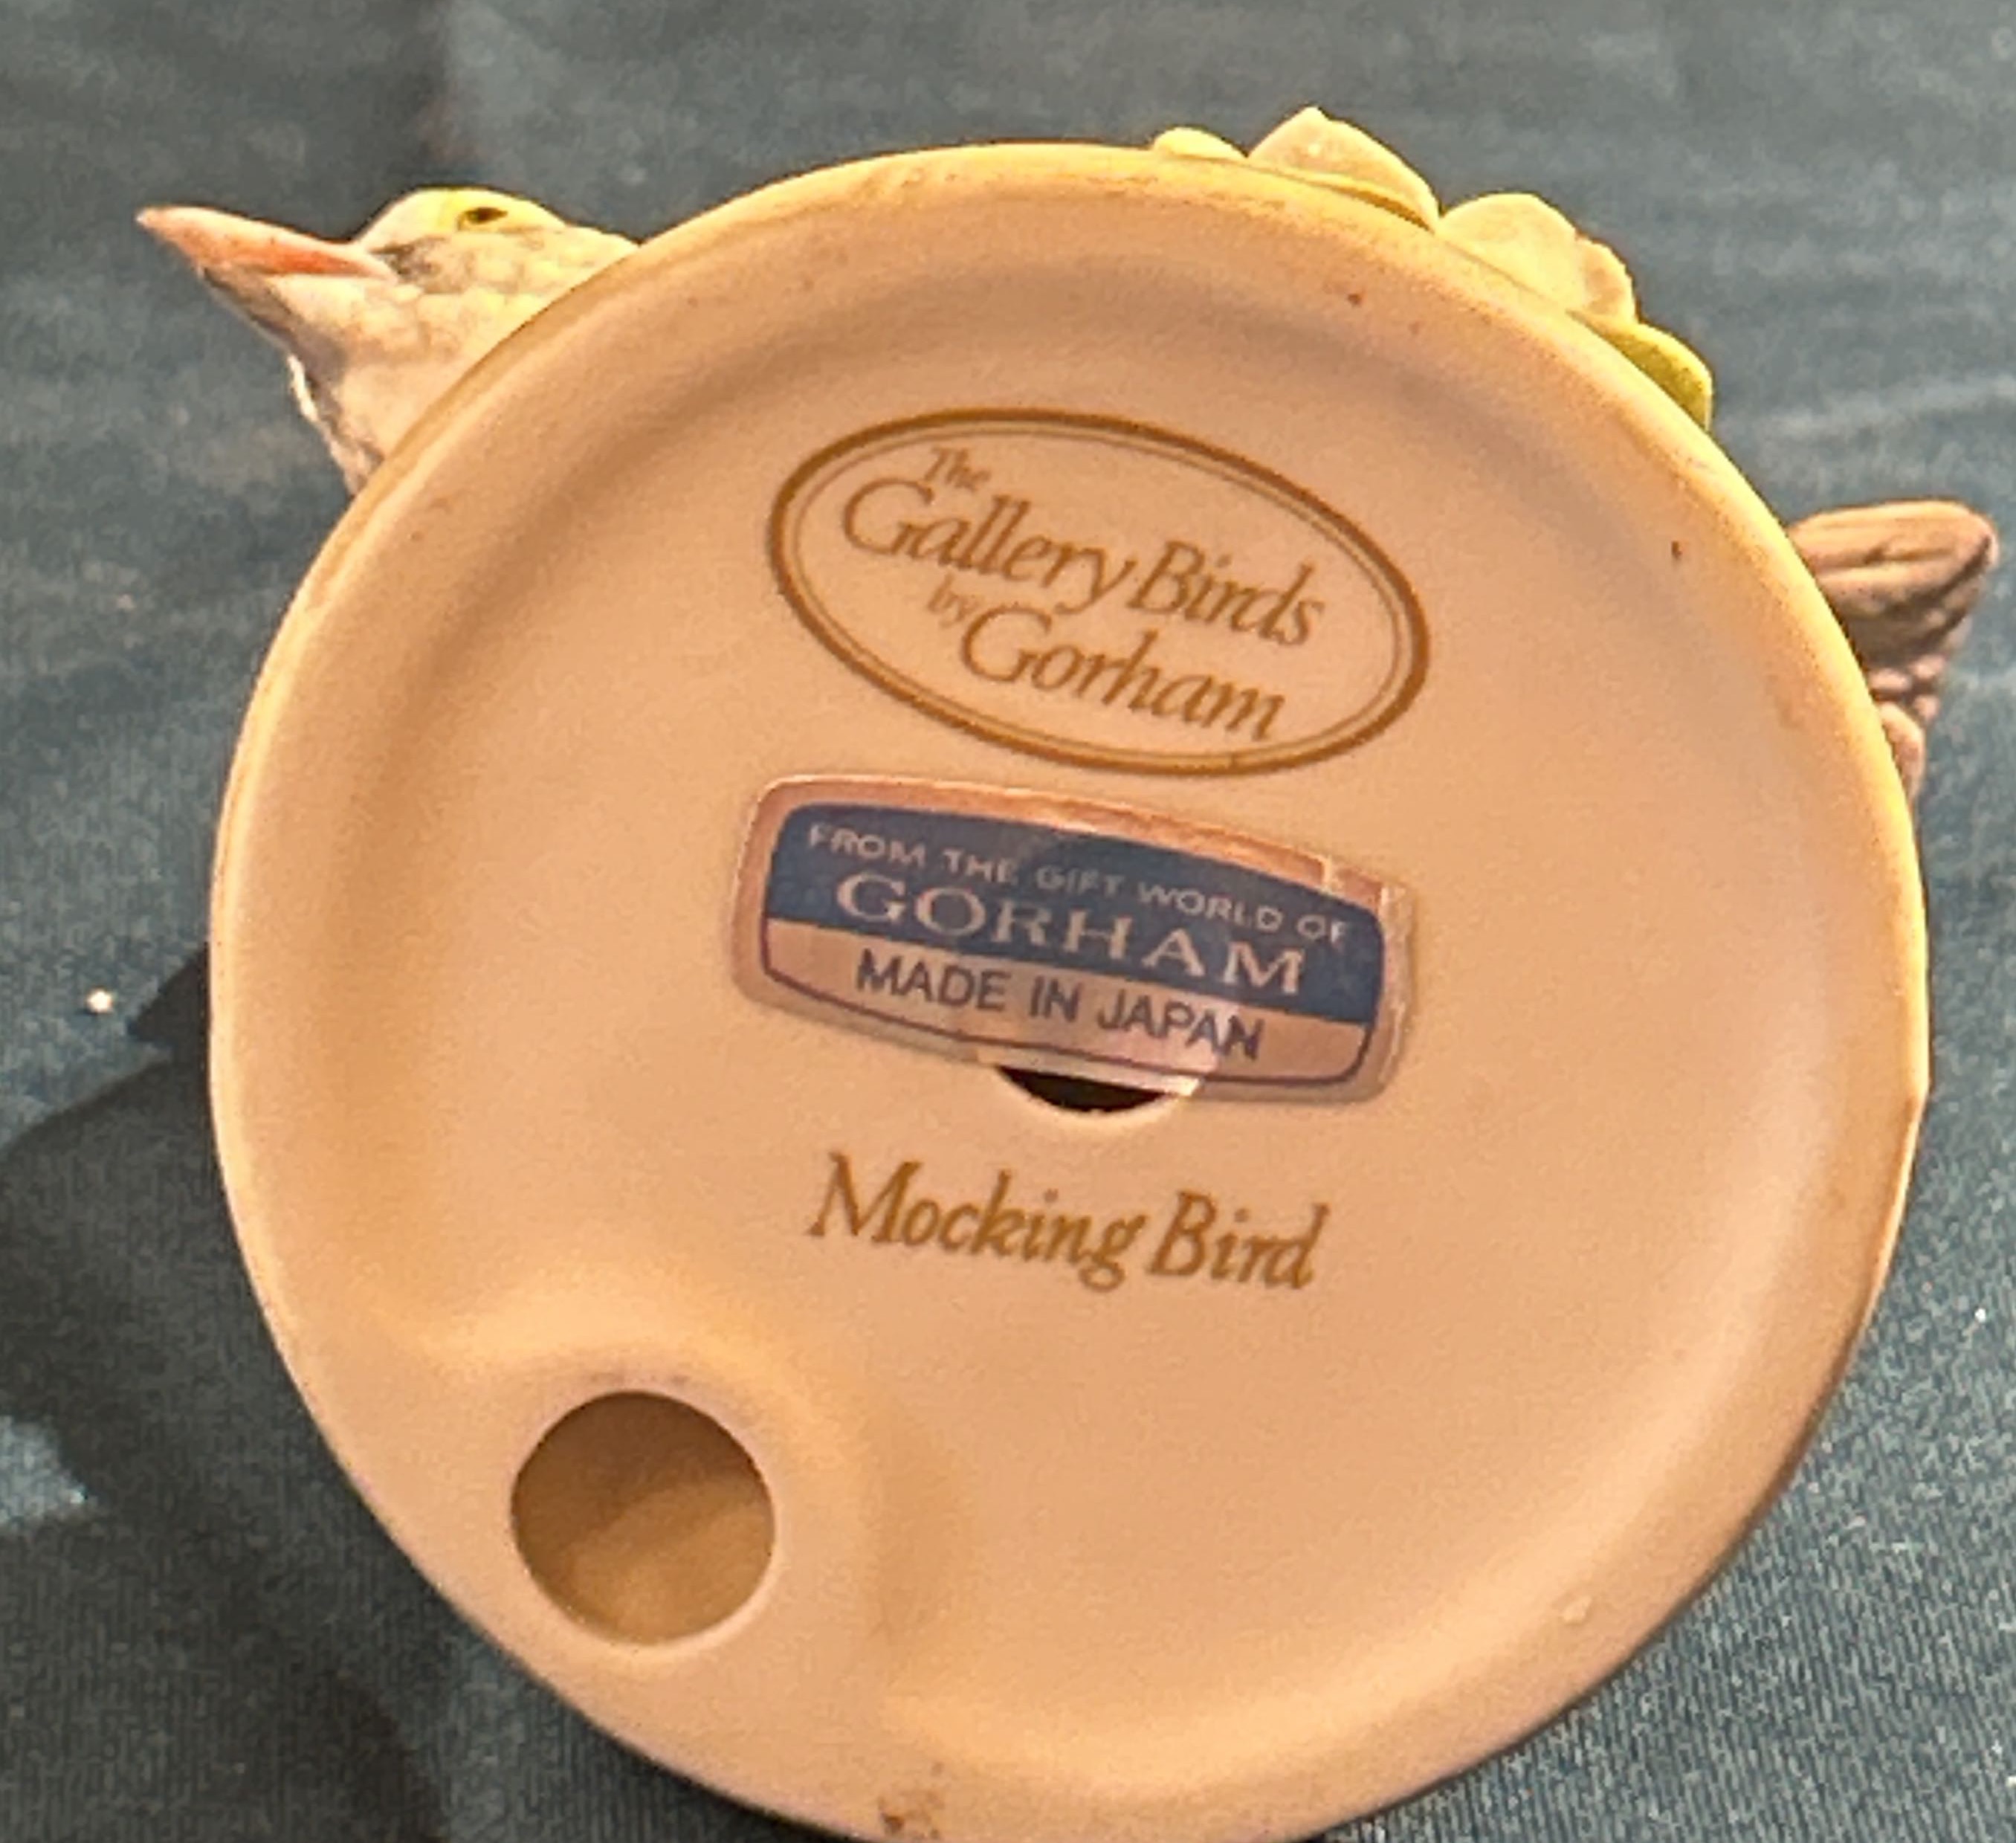 The
Gallery Birds
by
Gorham
FROM THE GIFT WORLD OF
GORHAM
MADE IN JAPAN
Mocking Bird